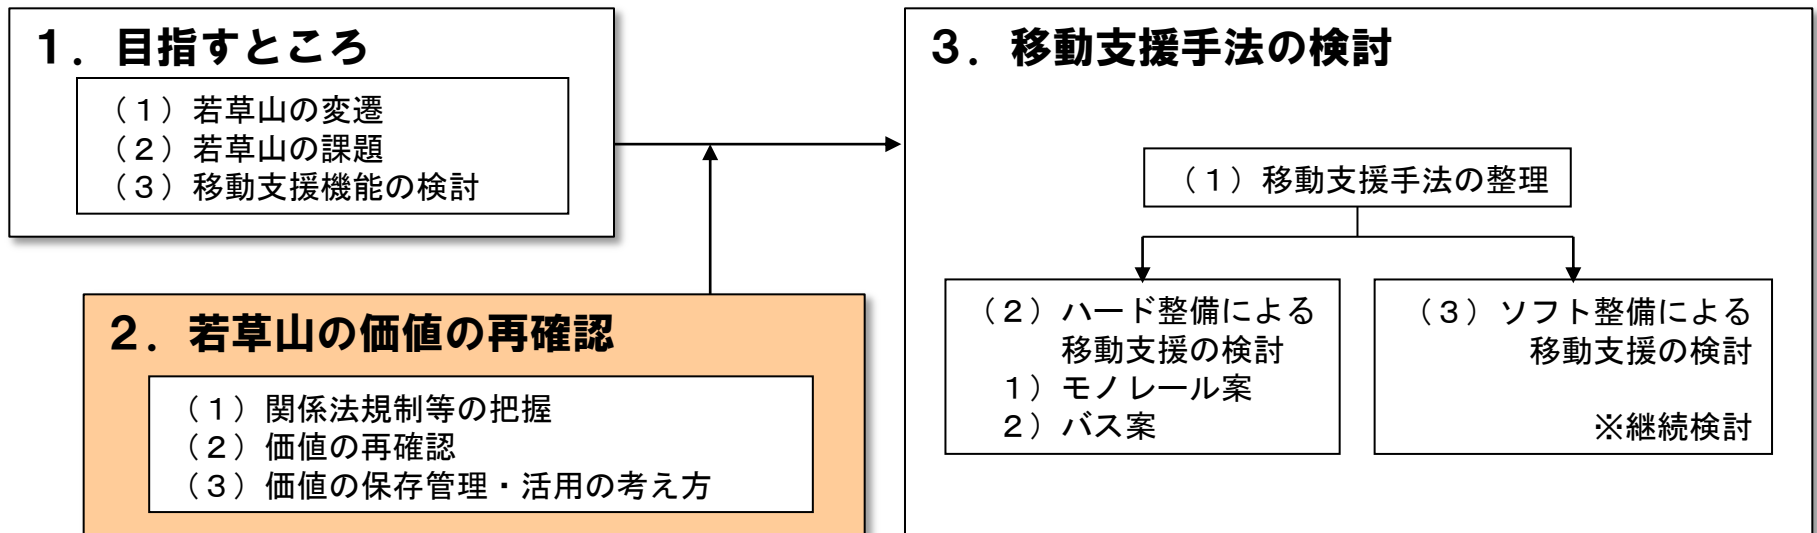 １．目指すところ
（１）若草山の変遷
（２）若草山の課題
（３）移動支援機能の検討
２．若草山の価値の再確認
（１）関係法規制等の把握
（２）価値の再確認
（３）価値の保存管理・活用の考え方
３．移動支援手法の検討
（１）移動支援手法の整理
（２）ハード整備による
移動支援の検討
１）モノレール案
２）バス案
（３）ソフト整備による
移動支援の検討
※継続検討